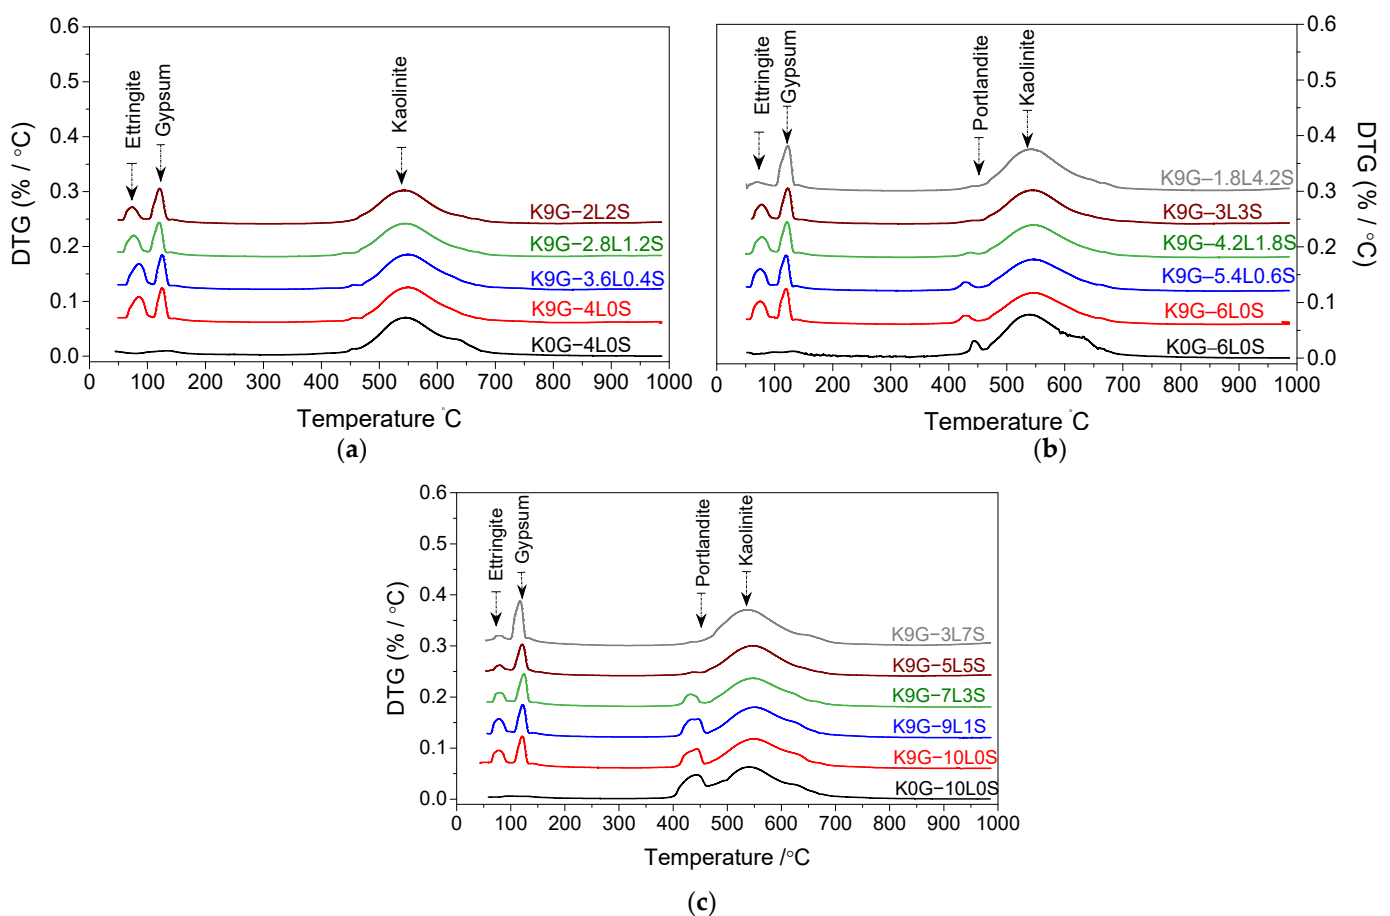 0.6
0.5
0.4
0.3
0.2
0.1
0.0
DTG (% / °C)
Ettringite
Gypsum
Kaolinite
K9G–2L2S
K9G–2.8L1.2S
K9G–3.6L0.4S
K9G–4L0S
K0G–4L0S
0 100 200 300 400 500 600 700 800 900 1000
Temperature °C
(a)
Ettringite
Gypsum
Portlandite
Kaolinite
K9G–1.8L4.2S
K9G–3L3S
K9G–4.2L1.8S
K9G–5.4L0.6S
K9G–6L0S
K0G–6L0S
0.6
0.5
0.4
0.3
0.2
0.1
0.0
DTG (% / °C)
0 100 200 300 400 500 600 700 800 900 1000
Temperature °C
(b)
0.6
0.5
0.4
0.3
0.2
0.1
0.0
DTG (% / °C)
Ettringite
Gypsum
Portlandite
Kaolinite
K9G−3L7S
K9G−5L5S
K9G−7L3S
K9G−9L1S
K9G−10L0S
K0G−10L0S
0 100 200 300 400 500 600 700 800 900 1000
Temperature /°C
(c)